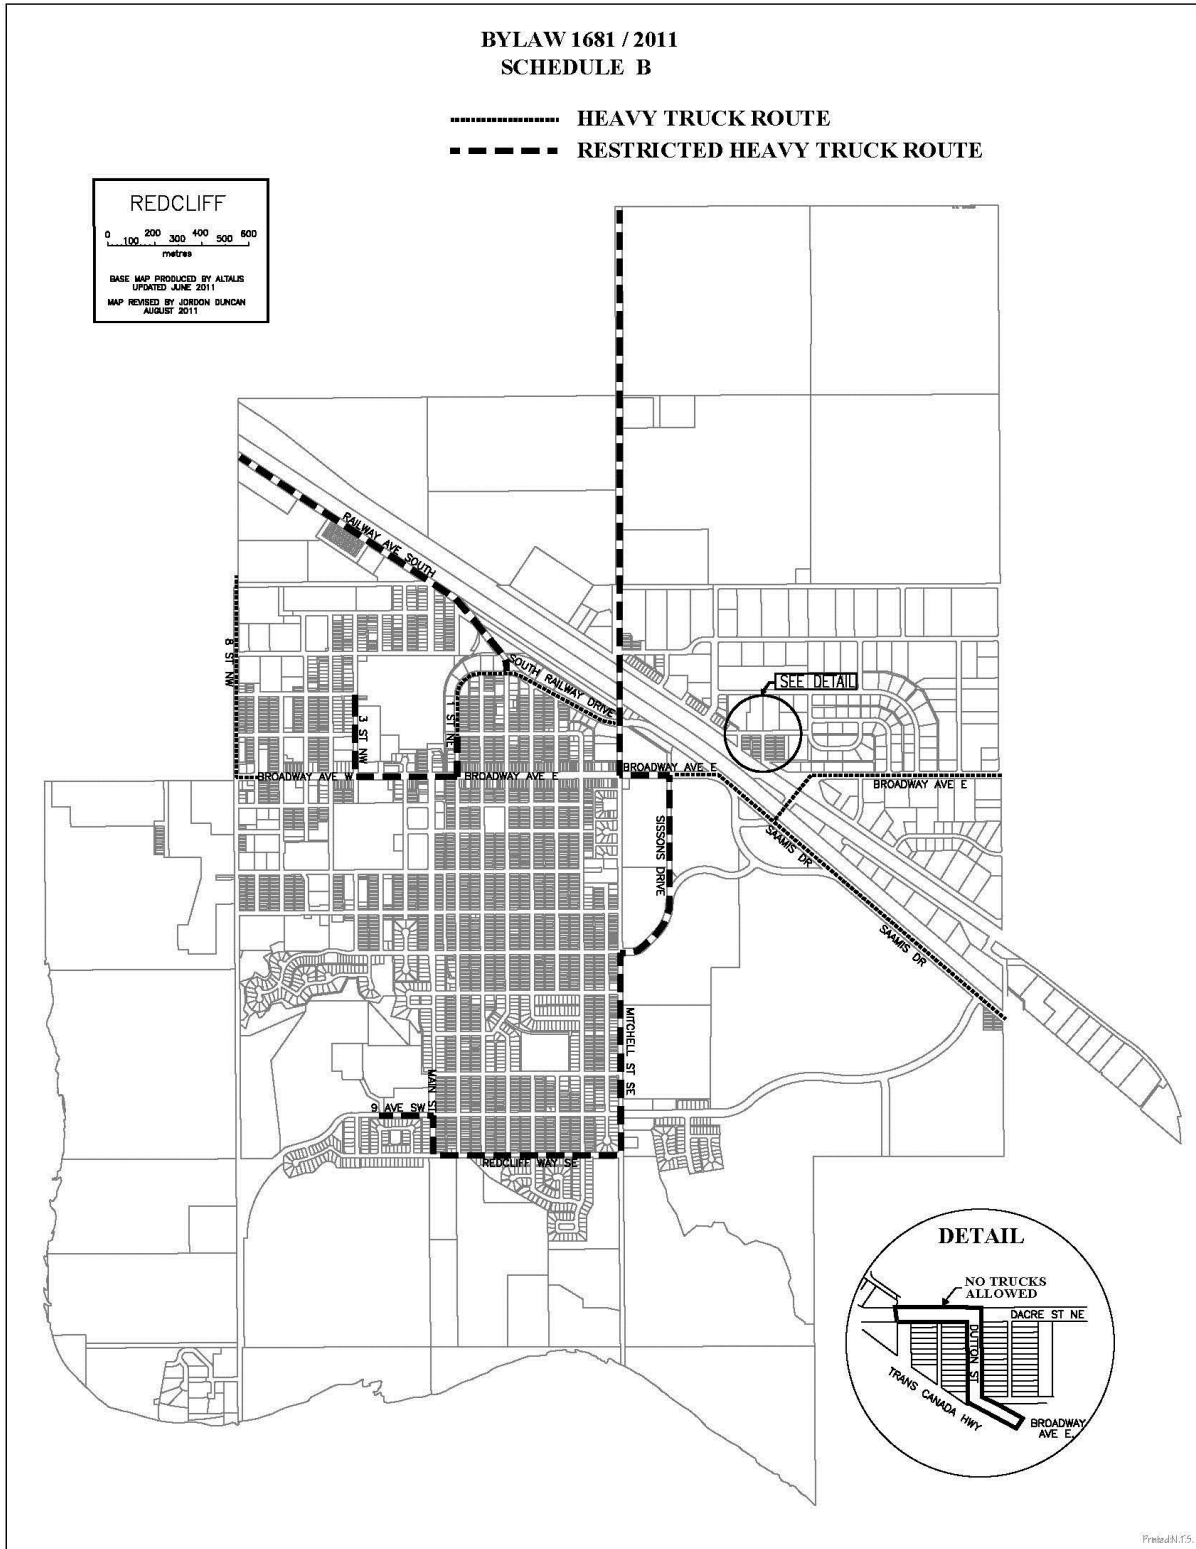 BYLAW 1681 / 2011
SCHEDULE B
HEAVY TRUCK ROUTE
RESTRICTED HEAVY TRUCK ROUTE
REDCLIFF
0 100 200 300 400 500 600
metres
BASE MAP PRODUCED BY ALTALIS
UPDATED JUNE 2011
MAP REVISED BY JORDON DUNCAN
AUGUST 2011
RAILWAY AVE SOUTH
8 ST NW
SOUTH RAILWAY DRIVE
SEE DETAIL
3 ST NW
1 ST NE
BROADWAY AVE W
BROADWAY AVE E
BROADWAY AVE E
BROADWAY AVE E
SISSONS DRIVE
SAAMIS DR
SAAMIS DR
MITCHELL ST SE
MAIN ST
9 AVE SW
REDCLIFF WAY SE
DETAIL
NO TRUCKS
ALLOWED
DACRE ST NE
DUTTON ST
TRANS CANADA HWY
BROADWAY
AVE E.
Printed:N.T.S.